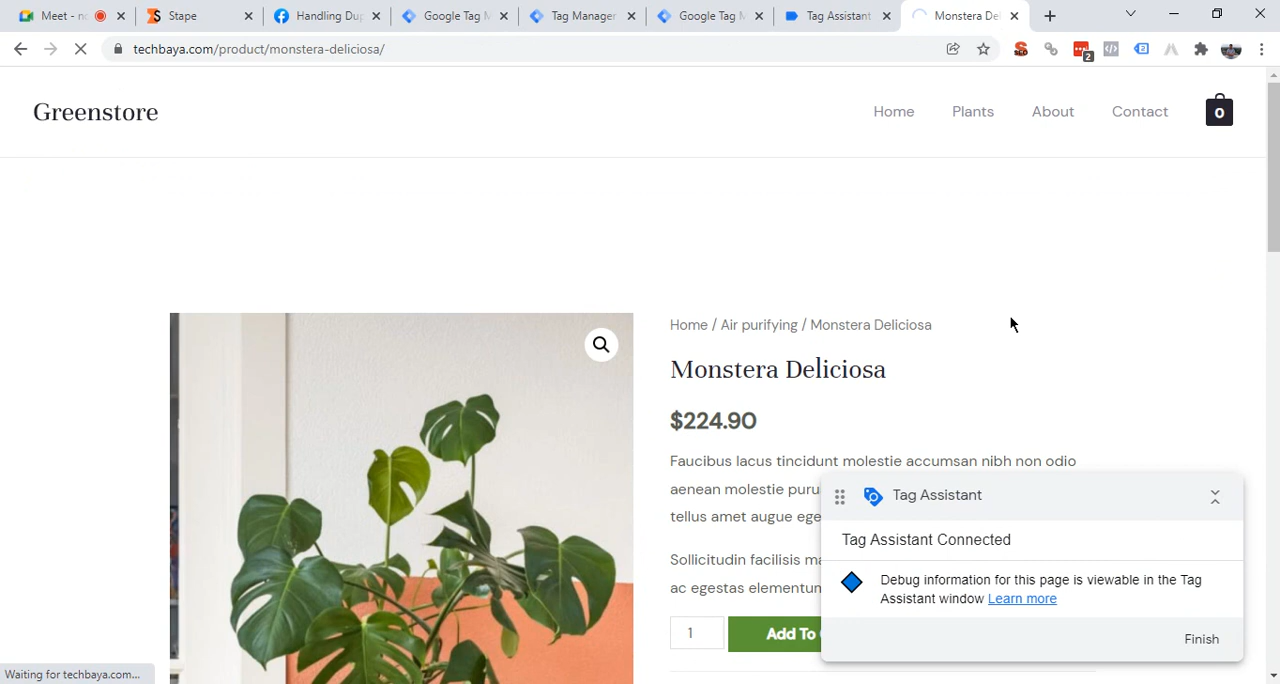 Meet - n
Stape
Handling Du
Google Tag M
Tag Manager
Google Tag M
Tag Assistant
Monstera De
techbaya.com/product/monstera-deliciosa/
2
Greenstore
Home
Plants
About
Contact
0
Home / Air purifying / Monstera Deliciosa
Monstera Deliciosa
$224.90
Faucibus lacus tincidunt molestie accumsan nibh non odio
aenean molestie puru
tellus amet augue ege
Sollicitudin facilisis ma
ac egestas elementum
1
Add To
Tag Assistant
Tag Assistant Connected
Debug information for this page is viewable in the Tag
Assistant window Learn more
Finish
Waiting for techbaya.com...